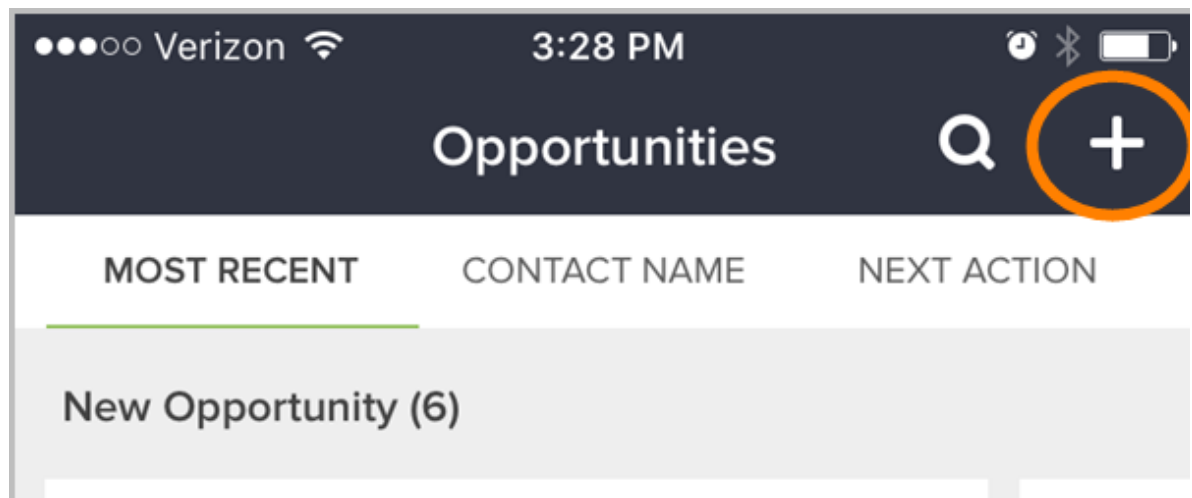 Verizon 3:28 PM
Opportunities
MOST RECENT CONTACT NAME NEXT ACTION
New Opportunity (6)